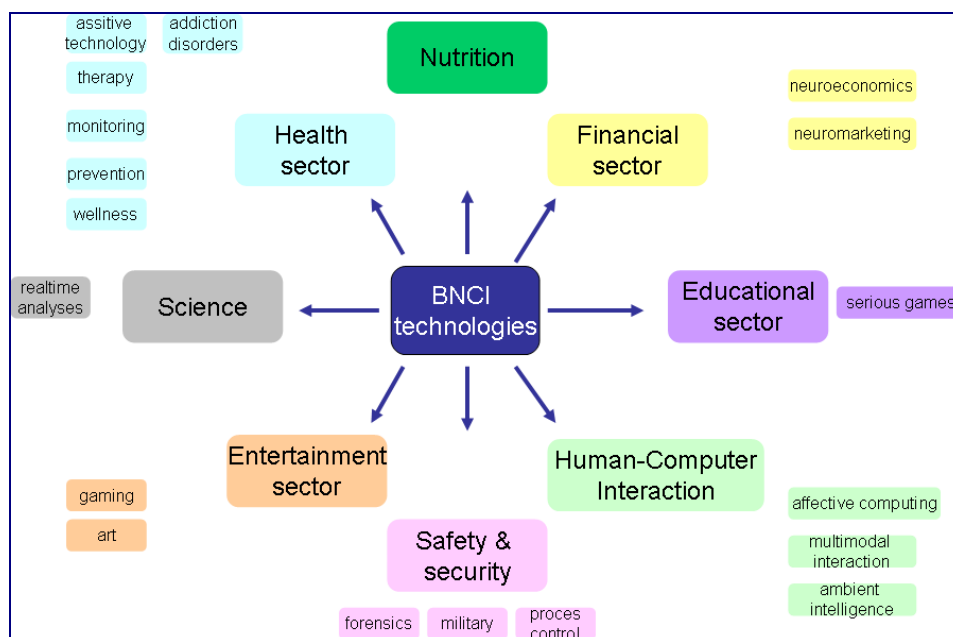 assitive
technology
addiction
disorders
Nutrition
therapy
neuroeconomics
monitoring
Health
sector
Financial
sector
neuromarketing
prevention
wellness
realtime
analyses
Science
BNCI
technologies
Educational
sector
serious games
Entertainment
sector
Human-Computer
Interaction
gaming
art
affective computing
Safety &
security
multimodal
interaction
ambient
intelligence
forensics
military
proces
control